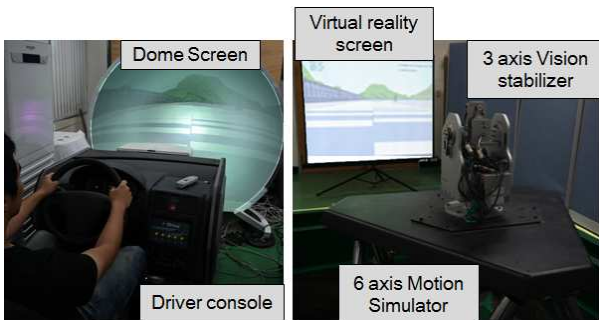 Dome Screen
Driver console
Virtual reality
screen
3 axis Vision
stabilizer
6 axis Motion
Simulator